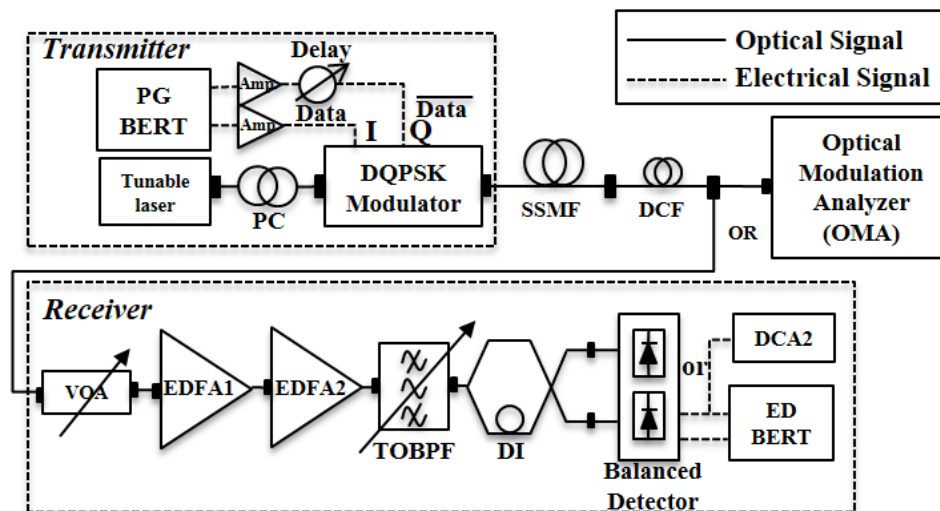 Transmitter
PG
BERT
Amp
Amp
Delay
Data
Data
I
Q
Tunable
laser
PC
DQPSK
Modulator
SSMF
DCF
OR
Optical Signal
Electrical Signal
Optical
Modulation
Analyzer
(OMA)
Receiver
VOA
EDFA1
EDFA2
TOBPF
DI
or
Balanced
Detector
DCA2
ED
BERT